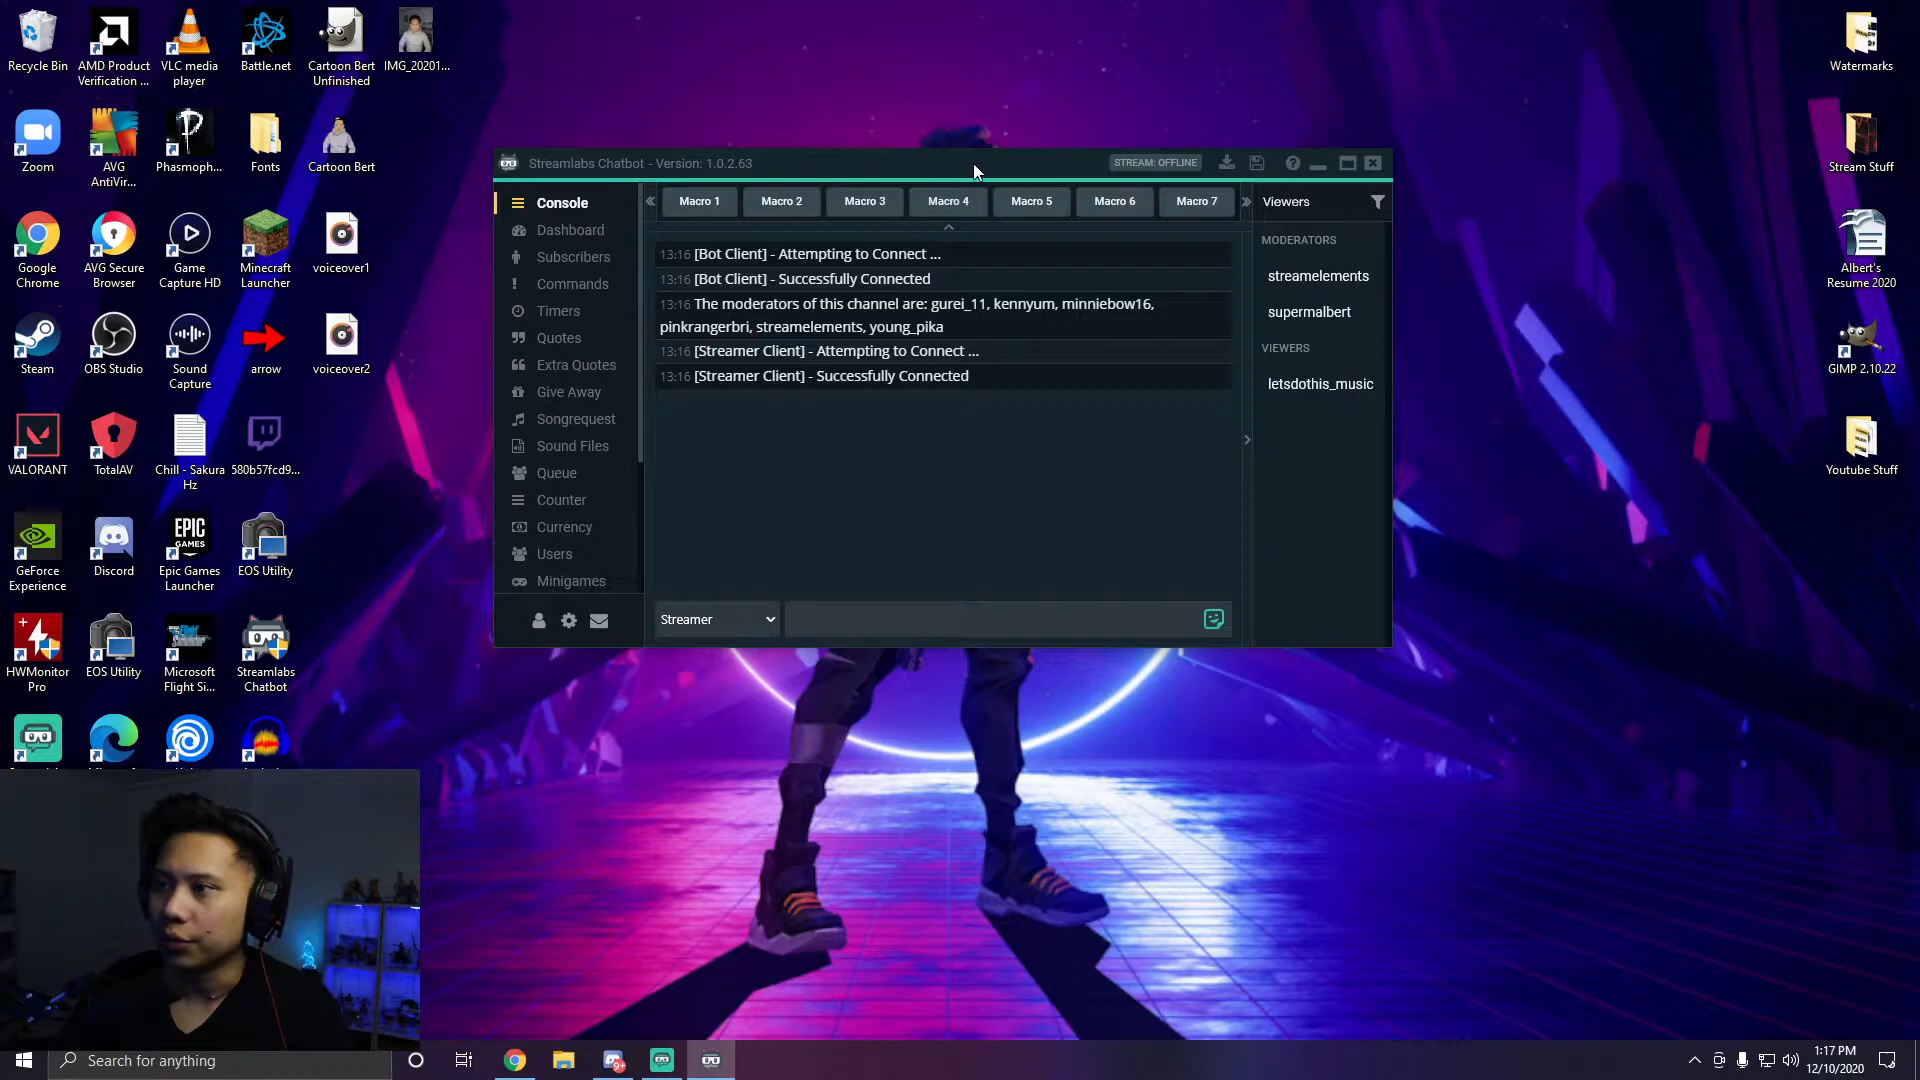 Recycle Bin
AMD Product
Verification ...
VLC media
player
Battle.net
Cartoon Bert
Unfinished
IMG_20201...
Zoom
AVG
AntiVir...
Phasmoph...
Fonts
Cartoon Bert
Google
Chrome
AVG Secure
Browser
Game
Capture HD
Minecraft
Launcher
voiceover1
Steam
OBS Studio
Sound
Capture
arrow
voiceover2
VALORANT
TotalAV
Chill - Sakura
Hz
580b57fcd9...
GeForce
Experience
Discord
EPIC
GAMES
Epic Games
Launcher
EOS Utility
HWMonitor
Pro
EOS Utility
Microsoft
Flight Si...
Streamlabs
Chatbot
Streamlabs Chatbot - Version: 1.0.2.63
STREAM: OFFLINE
Console
Dashboard
Subscribers
Commands
Timers
Quotes
Extra Quotes
Give Away
Songrequest
Sound Files
Queue
Counter
Currency
Users
Minigames
Macro 1
Macro 2
Macro 3
Macro 4
Macro 5
Macro 6
Macro 7
13:16 [Bot Client] - Attempting to Connect ...
13:16 [Bot Client] - Successfully Connected
13:16 The moderators of this channel are: gurei_11, kennyum, minniebow16,
pinkrangerbri, streamelements, young_pika
13:16 [Streamer Client] - Attempting to Connect ...
13:16 [Streamer Client] - Successfully Connected
Streamer
Viewers
MODERATORS
streamelements
supermalbert
VIEWERS
letsdothis_music
Watermarks
Stream Stuff
Albert's
Resume 2020
GIMP 2.10.22
Youtube Stuff
Search for anything
9+
1:17 PM
12/10/2020